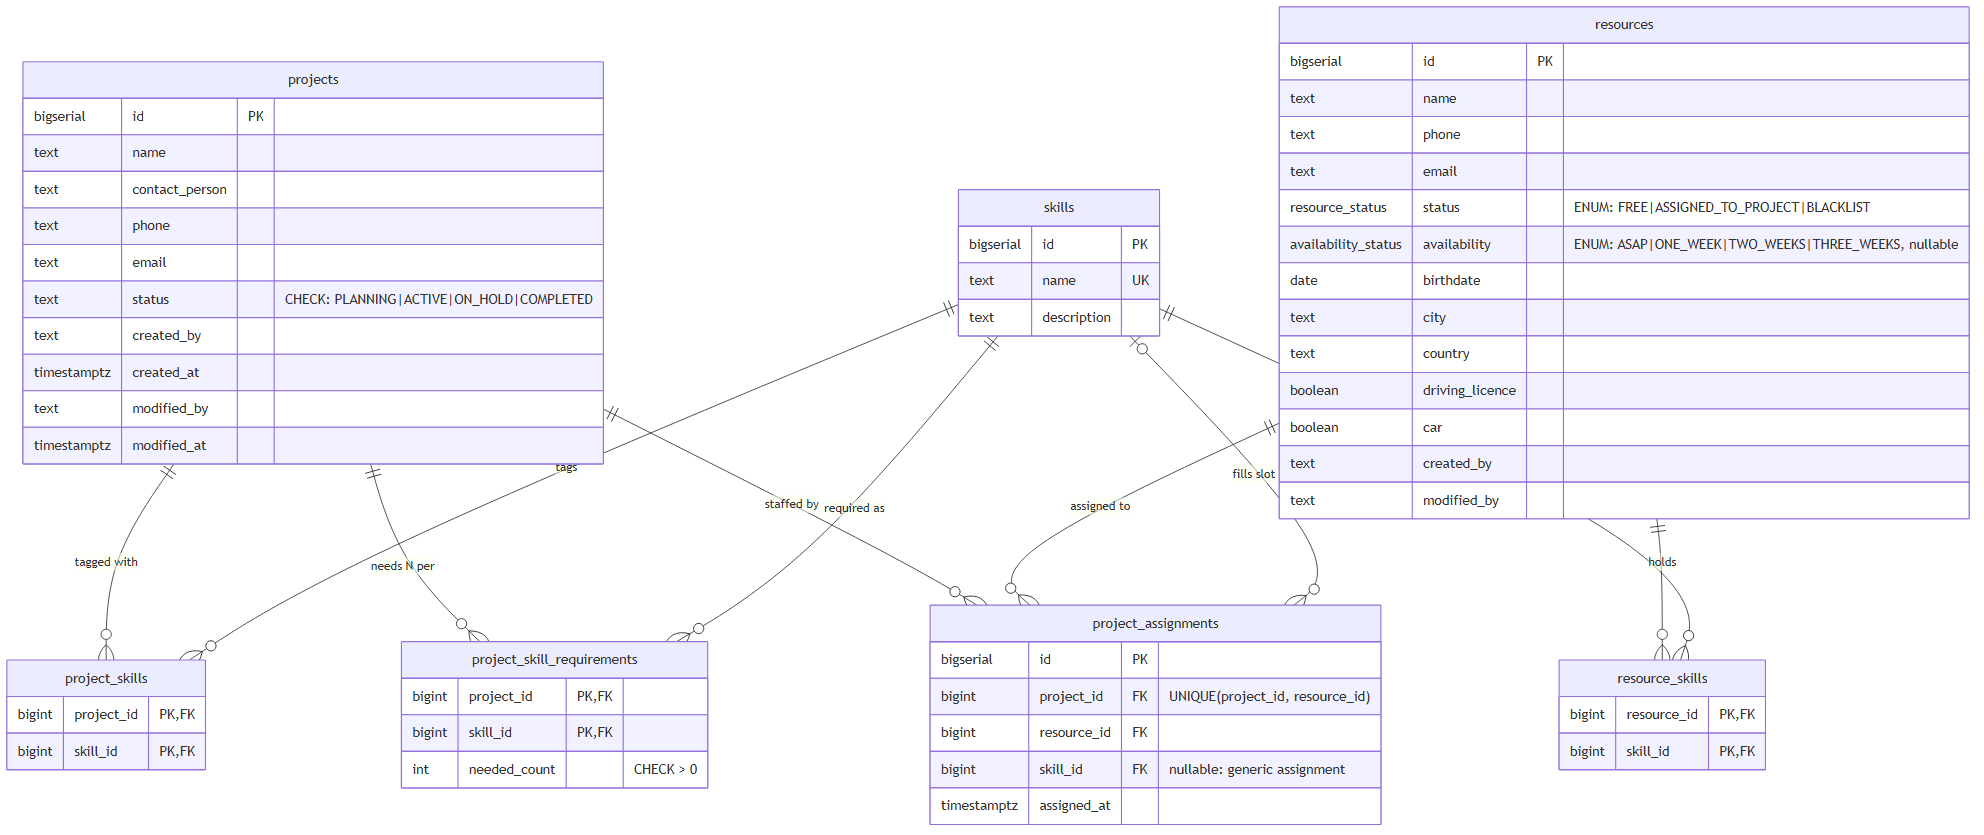 projects
bigserial id PK
text name
text contact_person
text phone
text email
text status CHECK: PLANNING|ACTIVE|ON_HOLD|COMPLETED
text created_by
timestamptz created_at
text modified_by
timestamptz modified_at
skills
bigserial id PK
text name UK
text description
resources
bigserial id PK
text name
text phone
text email
resource_status status ENUM: FREE|ASSIGNED_TO_PROJECT|BLACKLIST
availability_status availability ENUM: ASAP|ONE_WEEK|TWO_WEEKS|THREE_WEEKS, nullable
date birthdate
text city
text country
boolean driving_licence
boolean car
text created_by
text modified_by
tags
fills slot
staffed by
required as
assigned to
tagged with
needs N per
holds
project_skills
bigint project_id PK,FK
bigint skill_id PK,FK
project_skill_requirements
bigint project_id PK,FK
bigint skill_id PK,FK
int needed_count CHECK > 0
project_assignments
bigserial id PK
bigint project_id FK UNIQUE(project_id, resource_id)
bigint resource_id FK
bigint skill_id FK nullable: generic assignment
timestamptz assigned_at
resource_skills
bigint resource_id PK,FK
bigint skill_id PK,FK